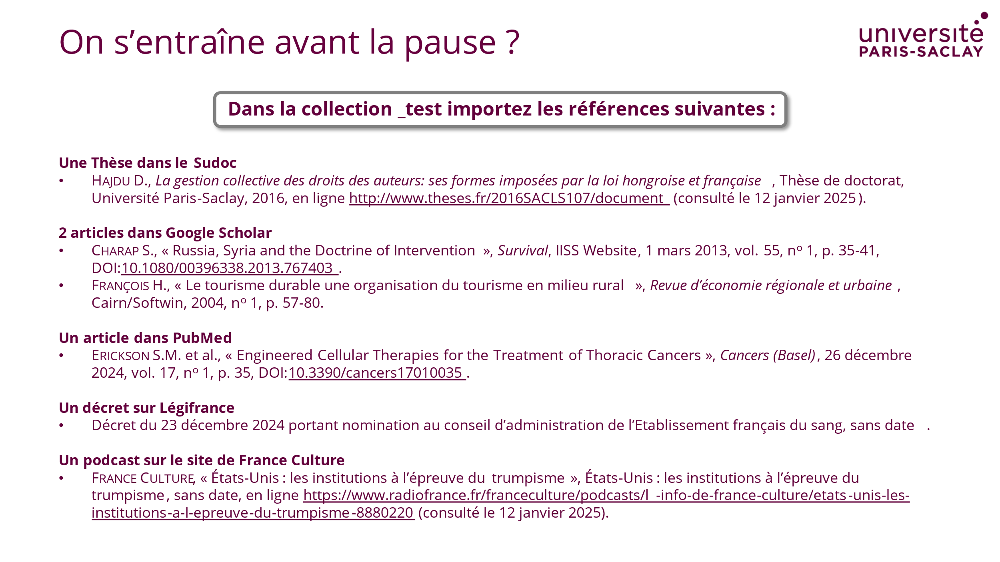 On s’entraîne avant la pause ?
université
PARIS-SACLAY
Dans la collection _test importez les références suivantes :
Une Thèse dans le Sudoc
• HAJDU D., La gestion collective des droits des auteurs: ses formes imposées par la loi hongroise et française , Thèse de doctorat,
Université Paris-Saclay, 2016, en ligne http://www.theses.fr/2016SACLS107/document (consulté le 12 janvier 2025).
2 articles dans Google Scholar
• CHARAP S., « Russia, Syria and the Doctrine of Intervention », Survival, IISS Website, 1 mars 2013, vol. 55, nº 1, p. 35-41,
DOI:10.1080/00396338.2013.767403 .
• FRANÇOIS H., « Le tourisme durable une organisation du tourisme en milieu rural », Revue d’économie régionale et urbaine ,
Cairn/Softwin, 2004, nº 1, p. 57-80.
Un article dans PubMed
• ERICKSON S.M. et al., « Engineered Cellular Therapies for the Treatment of Thoracic Cancers », Cancers (Basel), 26 décembre
2024, vol. 17, nº 1, p. 35, DOI:10.3390/cancers17010035 .
Un décret sur Légifrance
• Décret du 23 décembre 2024 portant nomination au conseil d’administration de l’Etablissement français du sang, sans date .
Un podcast sur le site de France Culture
• FRANCE CULTURE, « États-Unis : les institutions à l’épreuve du trumpisme », États-Unis : les institutions à l’épreuve du
trumpisme, sans date, en ligne https://www.radiofrance.fr/franceculture/podcasts/l -info-de-france-culture/etats-unis-les-
institutions-a-l-epreuve-du-trumpisme-8880220 (consulté le 12 janvier 2025).